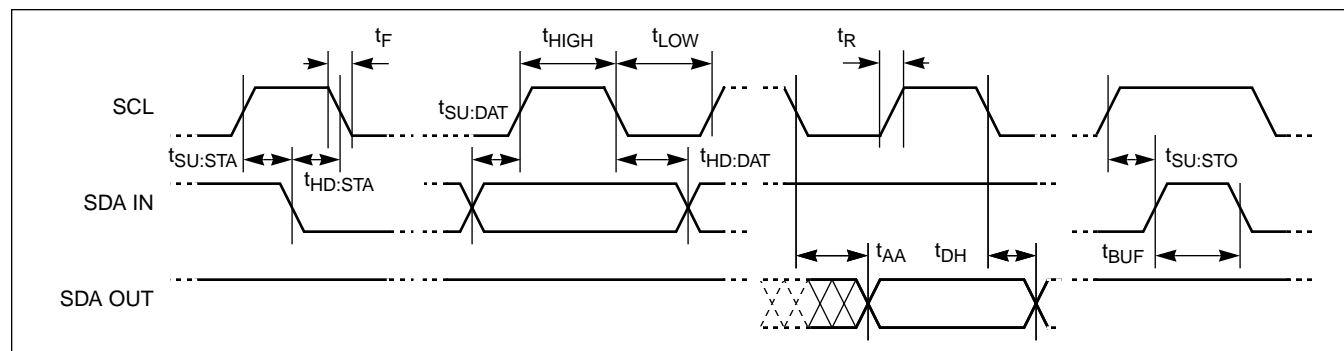 tF
tHIGH
tLOW
tR
SCL
tSU:DAT
tSU:STA
tHD:STA
tHD:DAT
tSU:STO
SDA IN
tAA
tDH
tBUF
SDA OUT